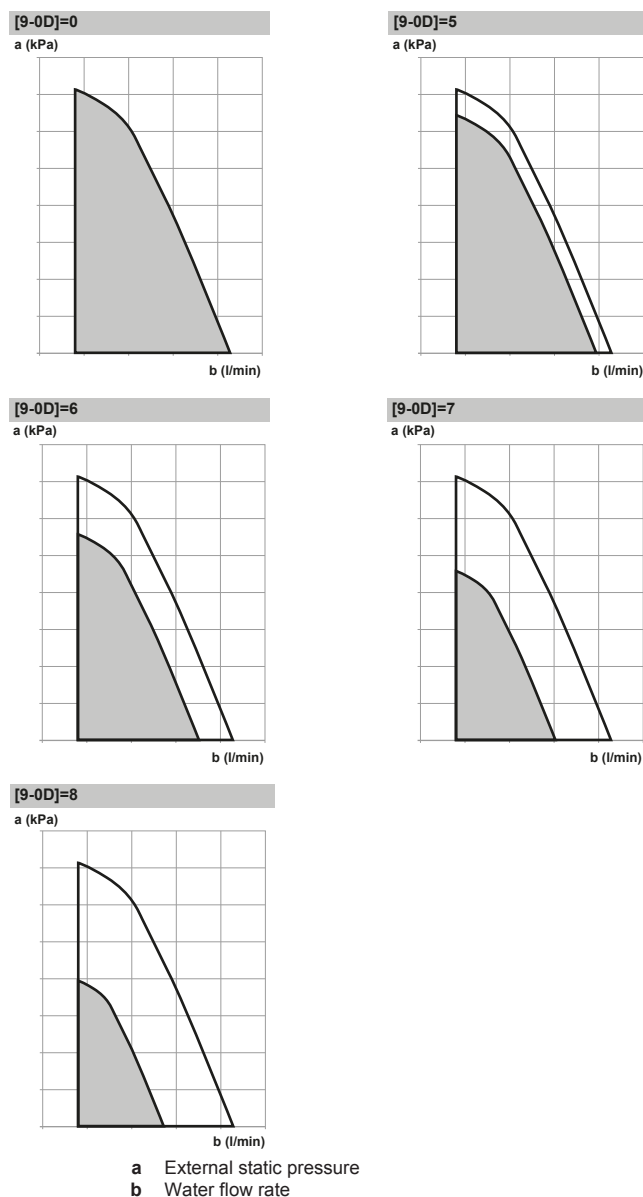 [9-0D]=0
a (kPa)
b (l/min)
[9-0D]=5
a (kPa)
b (l/min)
[9-0D]=6
a (kPa)
b (l/min)
[9-0D]=7
a (kPa)
b (l/min)
[9-0D]=8
a (kPa)
b (l/min)
a External static pressure
b Water flow rate